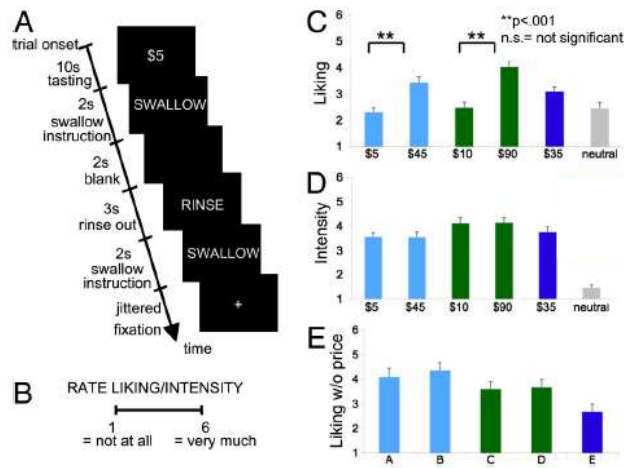 A
trial onset
$5
10s
tasting
SWALLOW
2s
swallow
instruction
2s
blank
RINSE
3s
rinse out
SWALLOW
2s
swallow
instruction
+
jittered
fixation
time
B
RATE LIKING/INTENSITY
1 6
= not at all = very much
C
**p<.001
n.s.= not significant
** **
Liking
6
5
4
3
2
1
$5 $45 $10 $90 $35 neutral
D
Intensity
6
5
4
3
2
1
$5 $45 $10 $90 $35 neutral
E
Liking w/o price
6
5
4
3
2
1
A B C D E